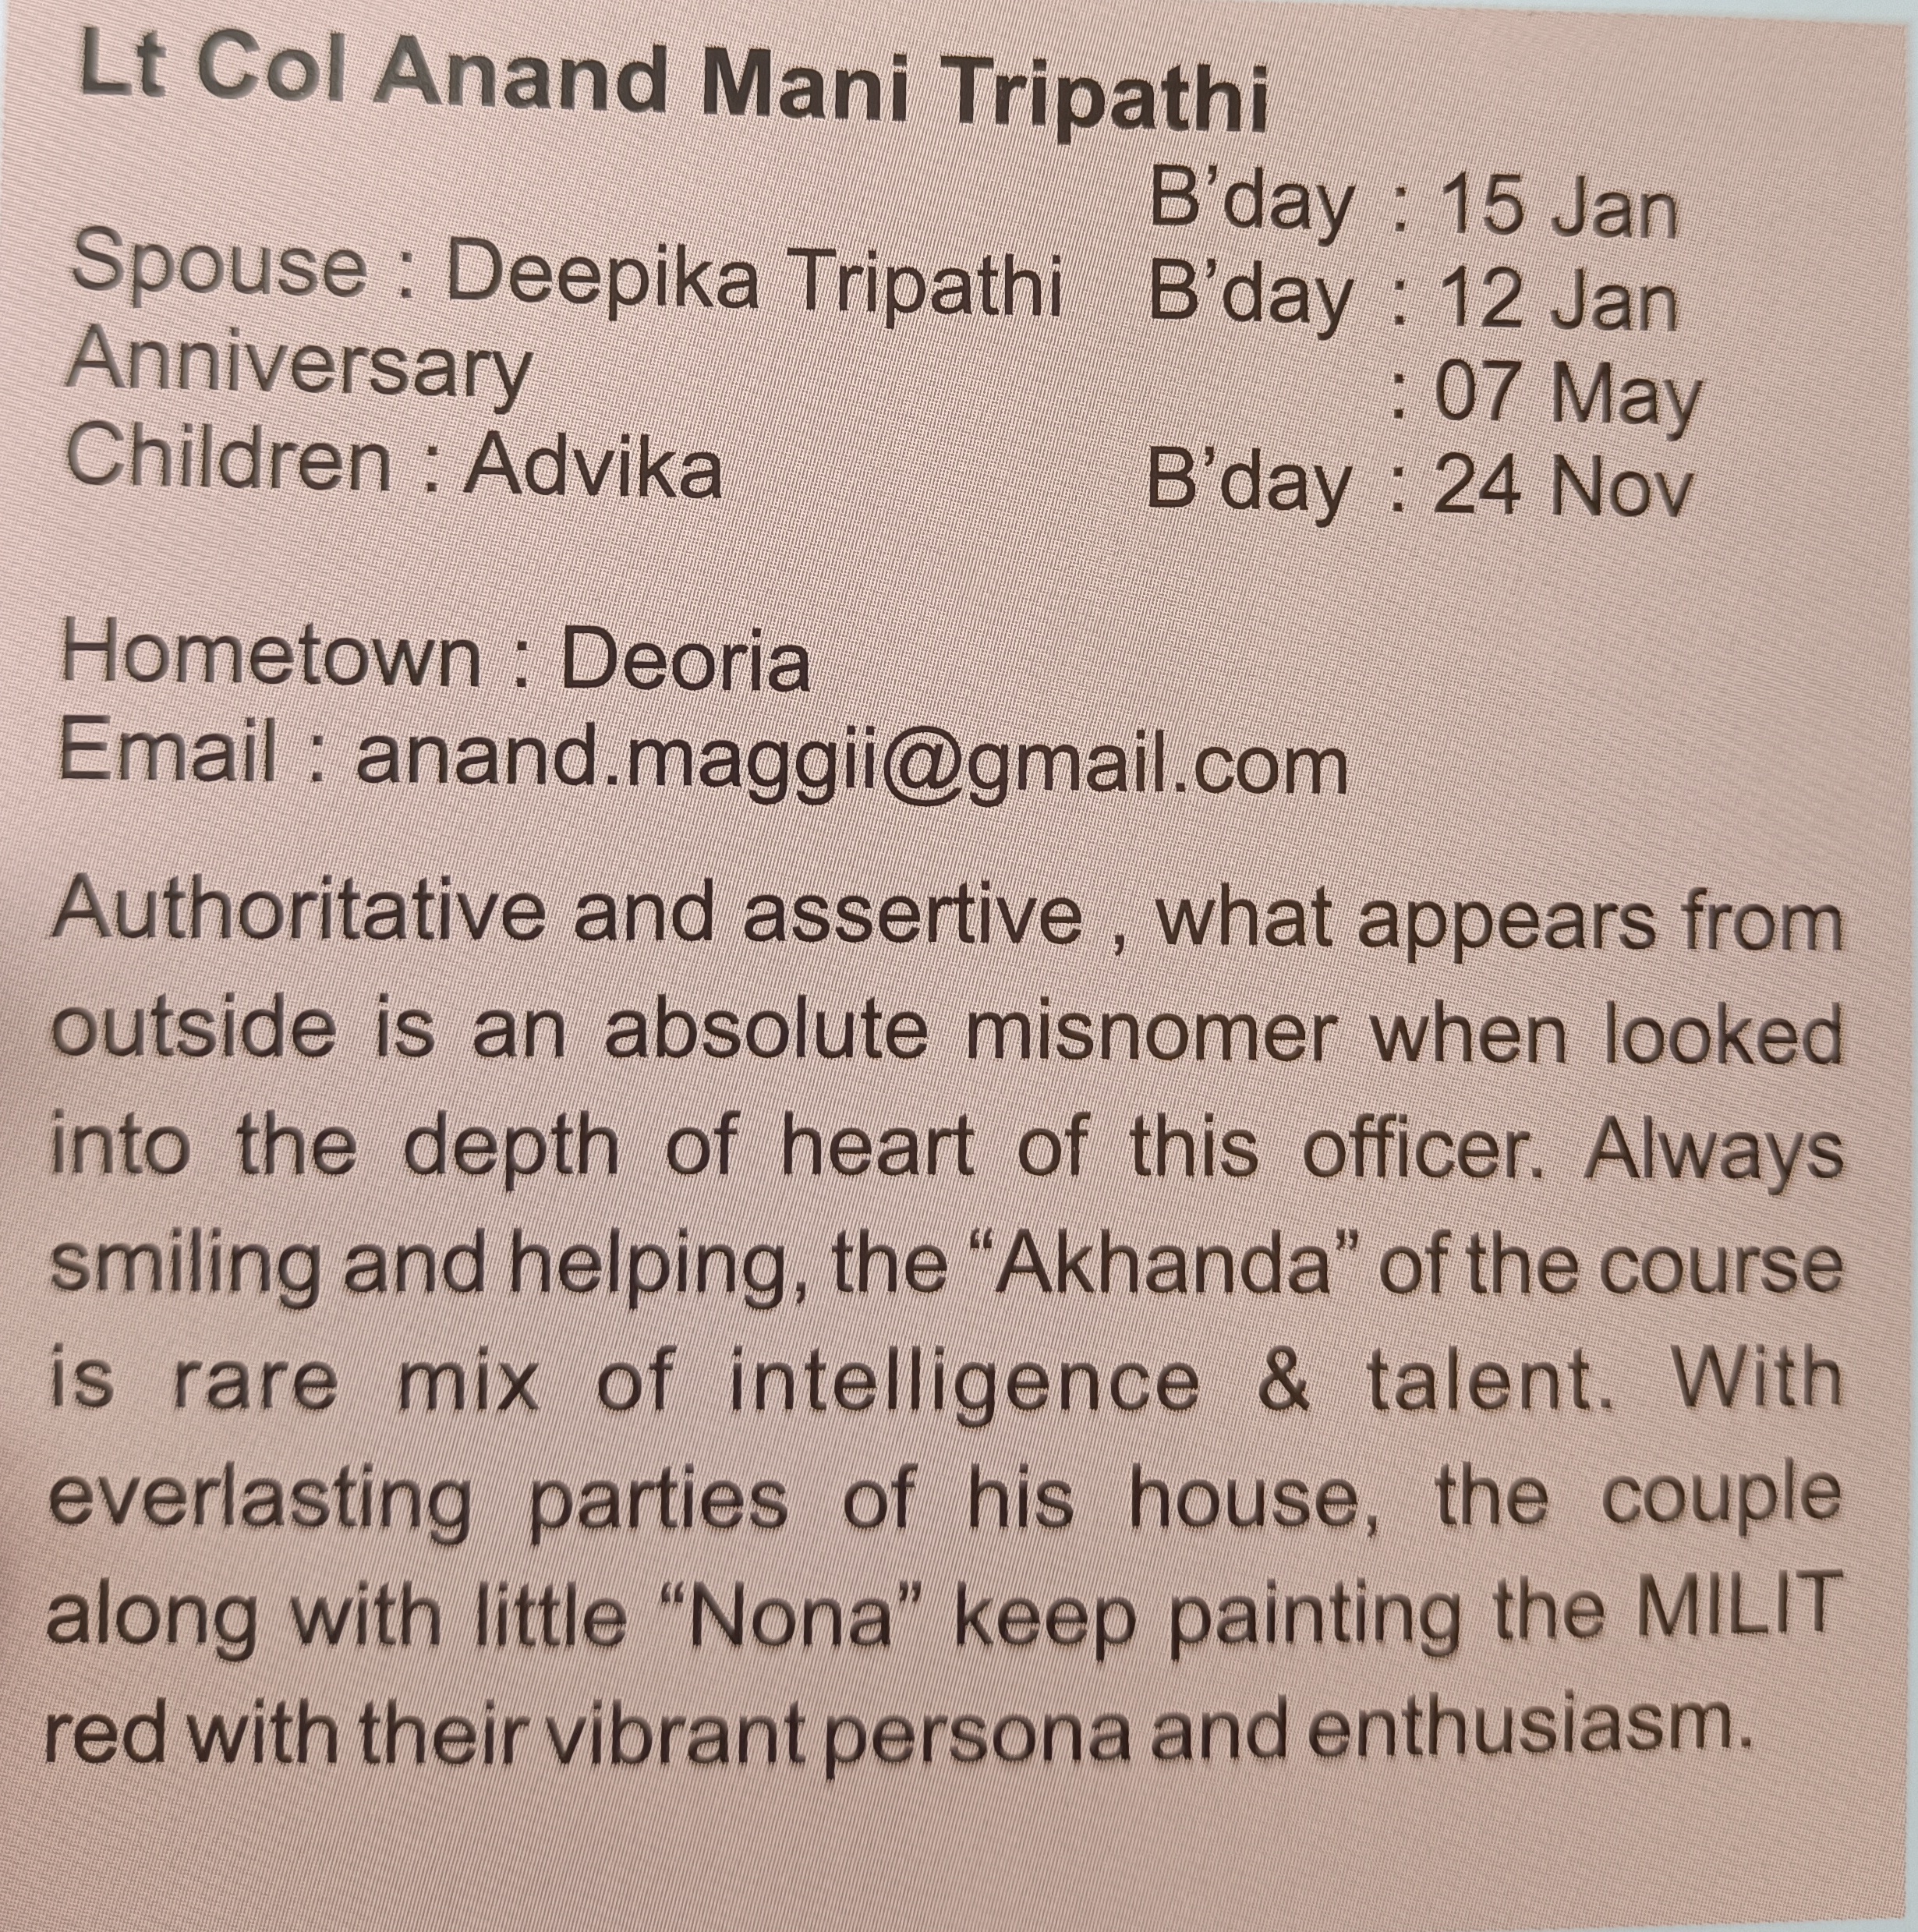 Lt Col Anand Mani Tripathi
B’day : 15 Jan
Spouse : Deepika Tripathi B’day : 12 Jan
Anniversary : 07 May
Children : Advika B’day : 24 Nov
Hometown : Deoria
Email : anand.maggii@gmail.com
Authoritative and assertive , what appears from
outside is an absolute misnomer when looked
into the depth of heart of this officer. Always
smiling and helping, the “Akhanda” of the course
is rare mix of intelligence & talent. With
everlasting parties of his house, the couple
along with little “Nona” keep painting the MILIT
red with their vibrant persona and enthusiasm.